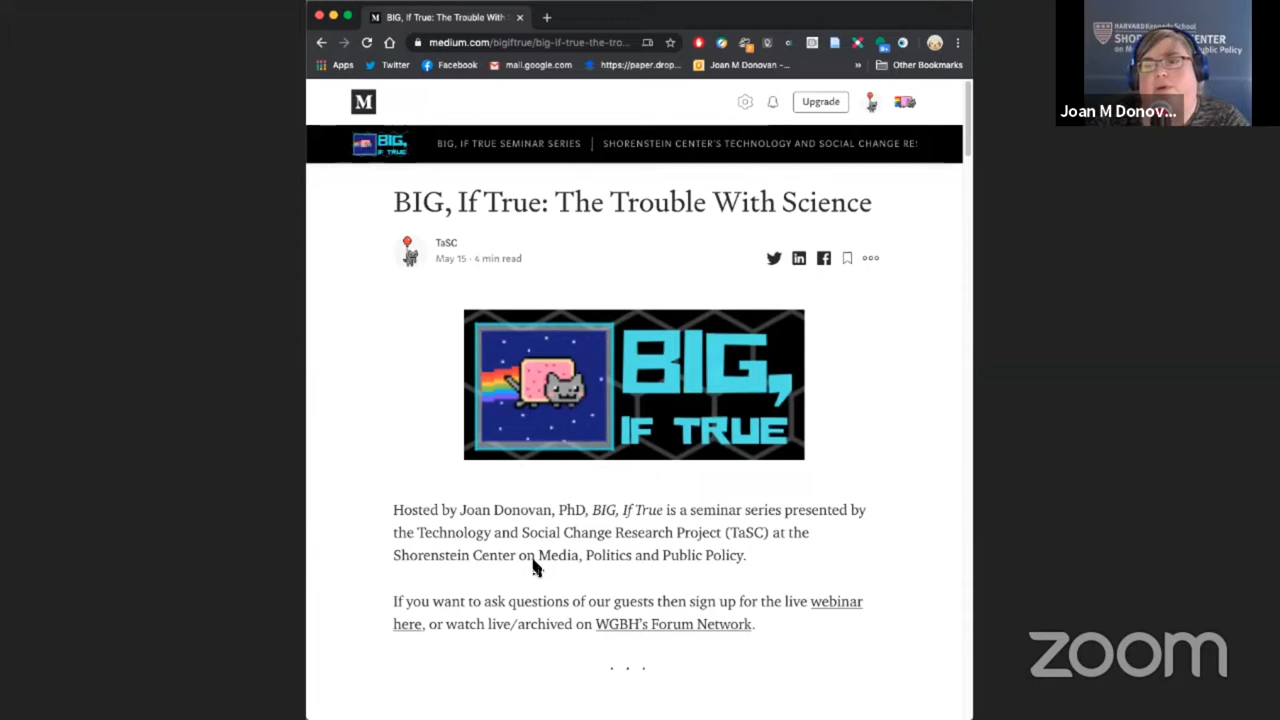 BIG, If True: The Trouble With
medium.com/bigiftrue/big-if-true-the-tro...
Apps
Twitter
Facebook
mail.google.com
https://paper.drop...
Joan M Donovan -...
»
Other Bookmarks
M
Upgrade
BIG,
IF TRUE
BIG, IF TRUE SEMINAR SERIES
SHORENSTEIN CENTER'S TECHNOLOGY AND SOCIAL CHANGE RE
BIG, If True: The Trouble With Science
TaSC
May 15 · 4 min read
BIG,
IF TRUE
Hosted by Joan Donovan, PhD, BIG, If True is a seminar series presented by
the Technology and Social Change Research Project (TaSC) at the
Shorenstein Center on Media, Politics and Public Policy.
If you want to ask questions of our guests then sign up for the live webinar
here, or watch live/archived on WGBH's Forum Network.
. . .
HARVARD Kennedy School
CENTER
Public Policy
Joan M Donov...
zoom